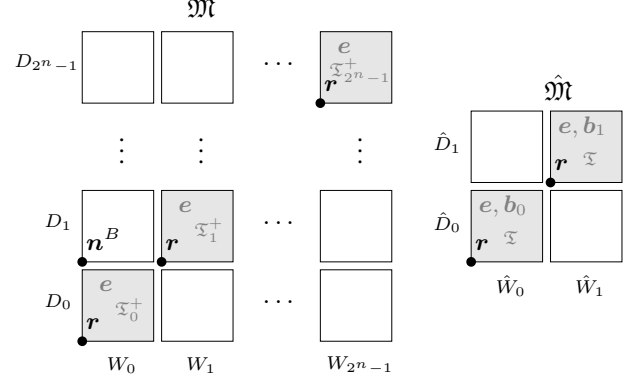 𝔐
D_{2^n−1} ⋯ e 𝔗^+_{2^n−1} r
⋮ ⋮ ⋮
D_1 n^B e 𝔗^+_1 r ⋯
D_0 e 𝔗^+_0 r ⋯
W_0 W_1 W_{2^n−1}
𝔐̂
D̂_1 e, b_1 r 𝔗
D̂_0 e, b_0 r 𝔗
Ŵ_0 Ŵ_1